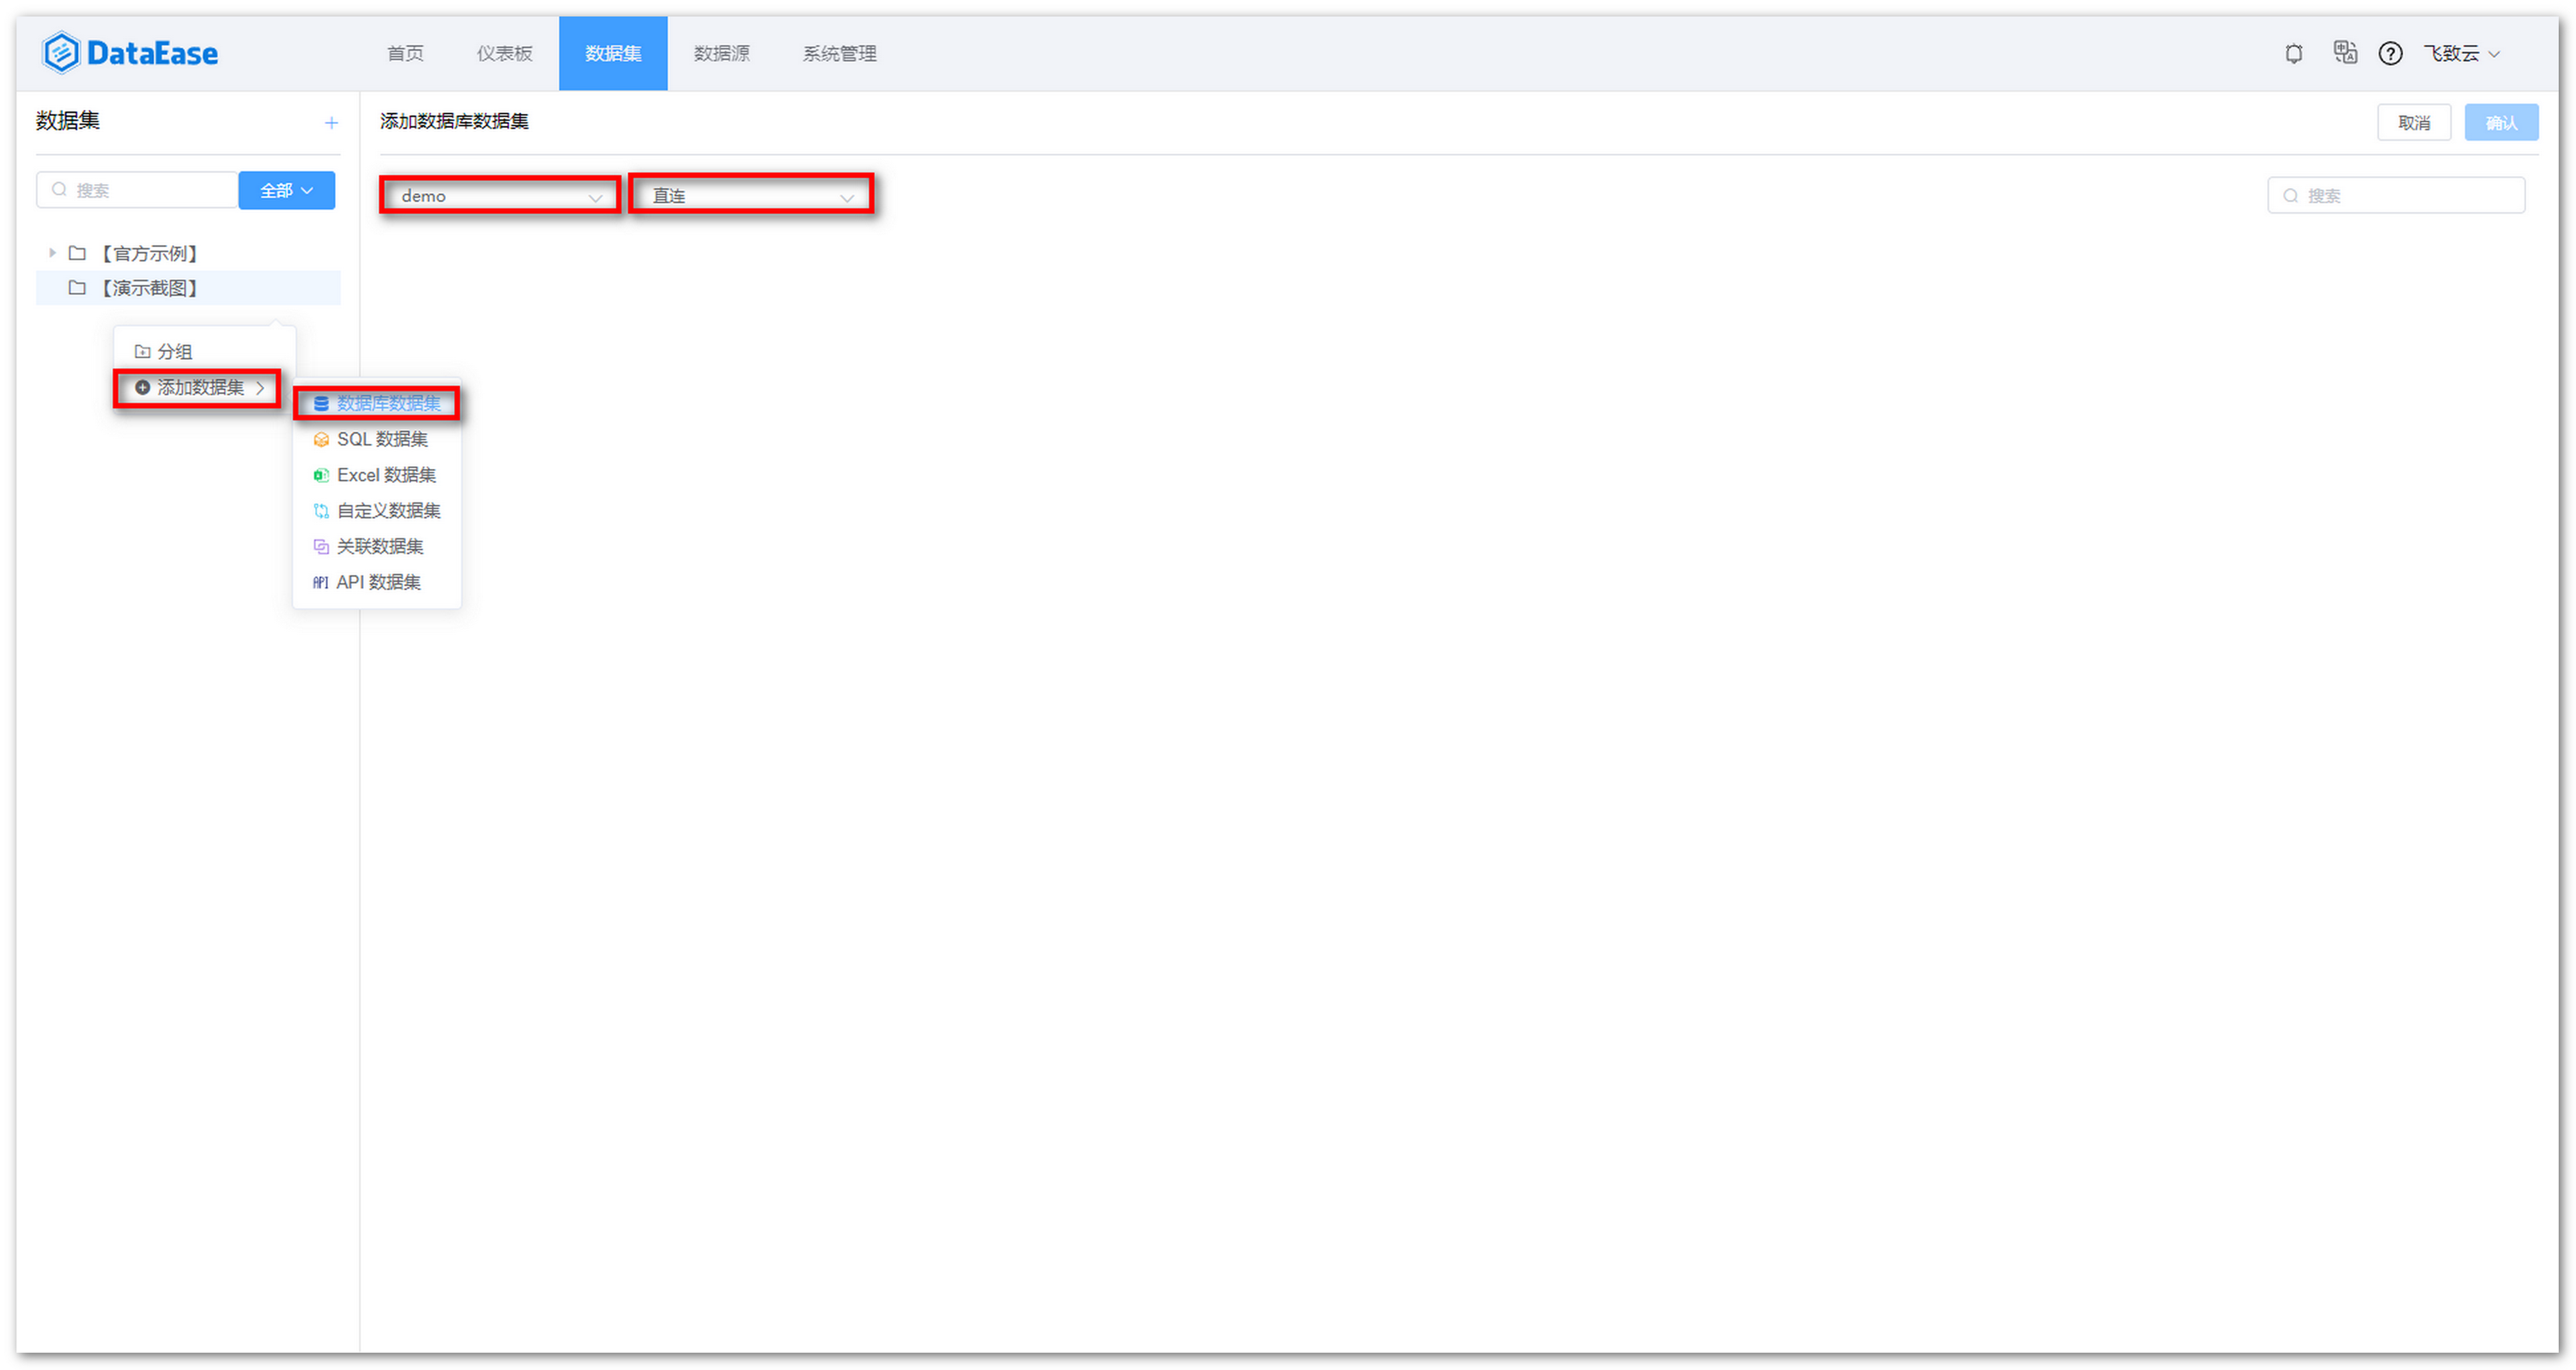 DataEase 首页 仪表板 数据集 数据源 系统管理 飞致云
数据集 +
添加数据库数据集 取消 确认
搜索 全部
demo 直连 搜索
【官方示例】
【演示截图】
分组
添加数据集
数据库数据集
SQL 数据集
Excel 数据集
自定义数据集
关联数据集
API API 数据集